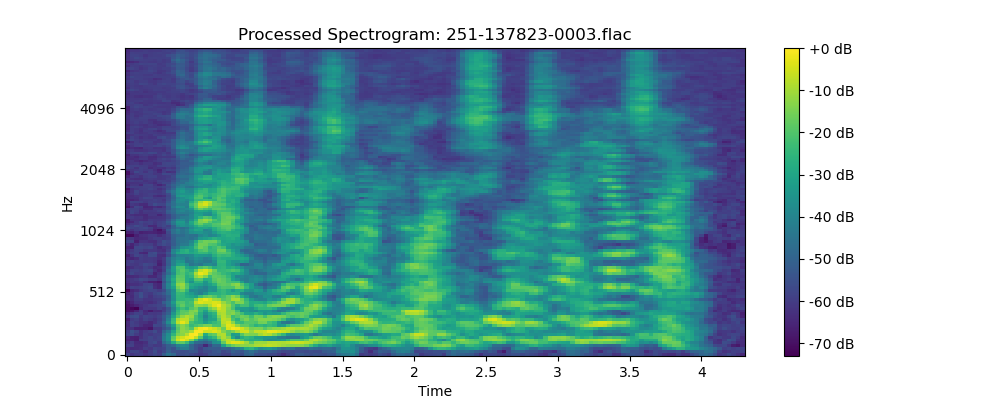 Processed Spectrogram: 251-137823-0003.flac
Hz
4096
2048
1024
512
0
0 0.5 1 1.5 2 2.5 3 3.5 4
Time
+0 dB
-10 dB
-20 dB
-30 dB
-40 dB
-50 dB
-60 dB
-70 dB